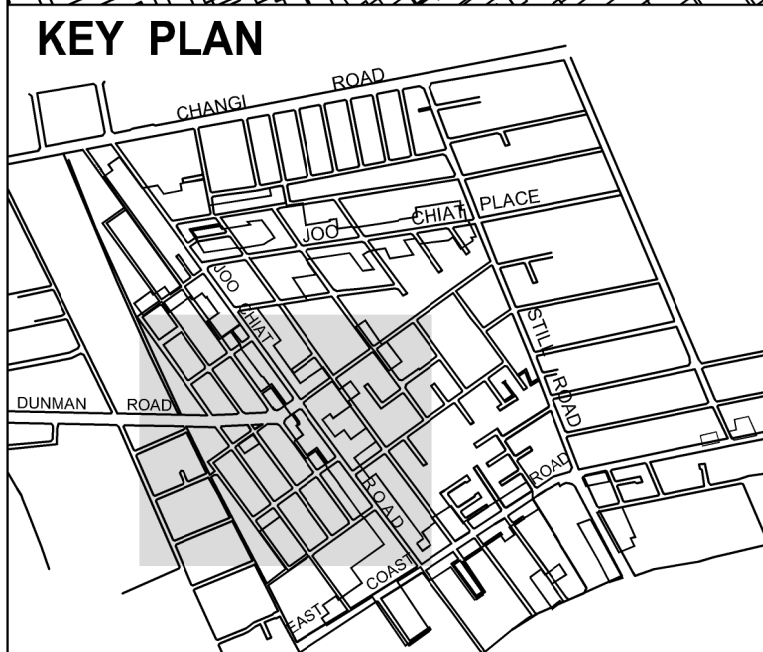 KEY PLAN
CHANGI ROAD
JOO CHIAT PLACE
JOO CHIAT ROAD
STILL ROAD
DUNMAN ROAD
EAST COAST ROAD